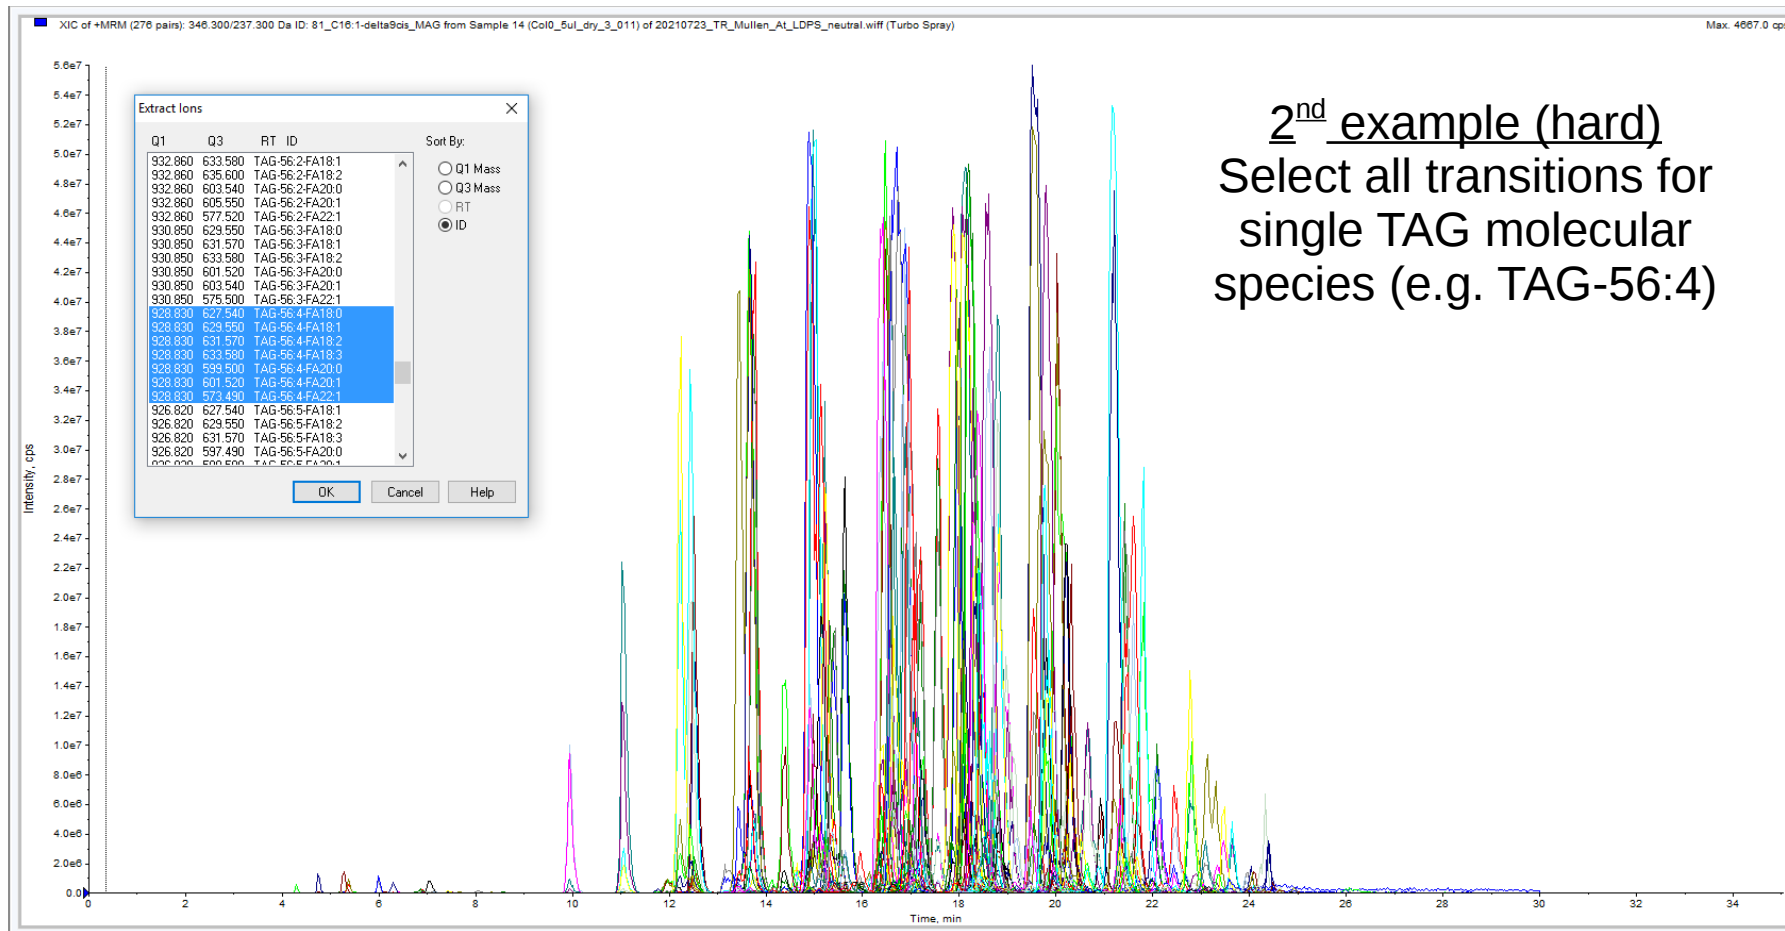 XIC of +MRM (276 pairs): 346.300/237.300 Da ID: 81_C16:1-delta9cis_MAG from Sample 14 (Col0_5ul_dry_3_011) of 20210723_TR_Mullen_At_LDPS_neutral.wiff (Turbo Spray)
Max. 4667.0 cps
2nd example (hard)
Select all transitions for
single TAG molecular
species (e.g. TAG-56:4)
Extract Ions
Q1 Q3 RT ID
932.860 633.580 TAG-56:2-FA18:1
932.860 635.600 TAG-56:2-FA18:2
932.860 603.540 TAG-56:2-FA20:0
932.860 605.550 TAG-56:2-FA20:1
932.860 577.520 TAG-56:2-FA22:1
930.850 629.550 TAG-56:3-FA18:0
930.850 631.570 TAG-56:3-FA18:1
930.850 633.580 TAG-56:3-FA18:2
930.850 601.520 TAG-56:3-FA20:0
930.850 603.540 TAG-56:3-FA20:1
930.850 575.500 TAG-56:3-FA22:1
928.830 627.540 TAG-56:4-FA18:0
928.830 629.550 TAG-56:4-FA18:1
928.830 631.570 TAG-56:4-FA18:2
928.830 633.580 TAG-56:4-FA18:3
928.830 599.500 TAG-56:4-FA20:0
928.830 601.520 TAG-56:4-FA20:1
928.830 573.490 TAG-56:4-FA22:1
926.820 627.540 TAG-56:5-FA18:1
926.820 629.550 TAG-56:5-FA18:2
926.820 631.570 TAG-56:5-FA18:3
926.820 597.490 TAG-56:5-FA20:0
Sort By:
Q1 Mass
Q3 Mass
RT
ID
OK Cancel Help
Intensity, cps
5.6e7
5.4e7
5.2e7
5.0e7
4.8e7
4.6e7
4.4e7
4.2e7
4.0e7
3.8e7
3.6e7
3.4e7
3.2e7
3.0e7
2.8e7
2.6e7
2.4e7
2.2e7
2.0e7
1.8e7
1.6e7
1.4e7
1.2e7
1.0e7
8.0e6
6.0e6
4.0e6
2.0e6
0.0
0 2 4 6 8 10 12 14 16 18 20 22 24 26 28 30 32 34
Time, min